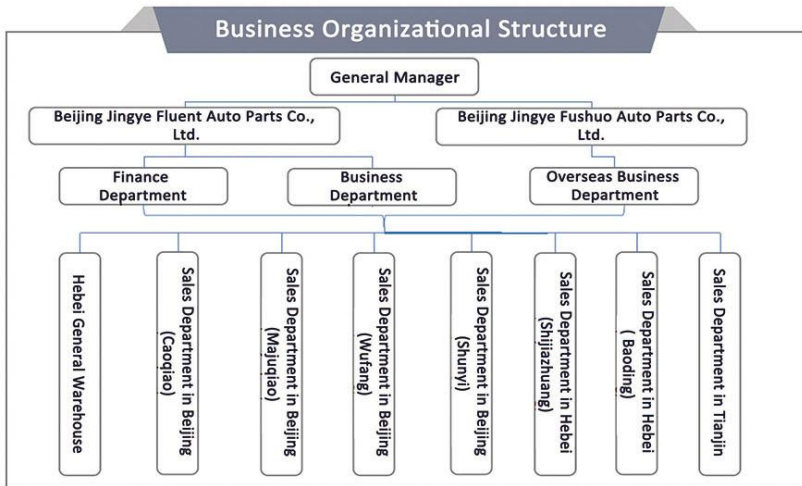 Business Organizational Structure
General Manager
Beijing Jingye Fluent Auto Parts Co.,
Ltd.
Beijing Jingye Fushuo Auto Parts Co.,
Ltd.
Finance
Department
Business
Department
Overseas Business
Department
Hebei General Warehouse
Sales Department in Beijing
(Caoqiao)
Sales Department in Beijing
(Majuqiao)
Sales Department in Beijing
(Wufang)
Sales Department in Beijing
(Shunyi)
Sales Department in Hebei
(Shijiazhuang)
Sales Department in Hebei
( Baoding)
Sales Department in Tianjin